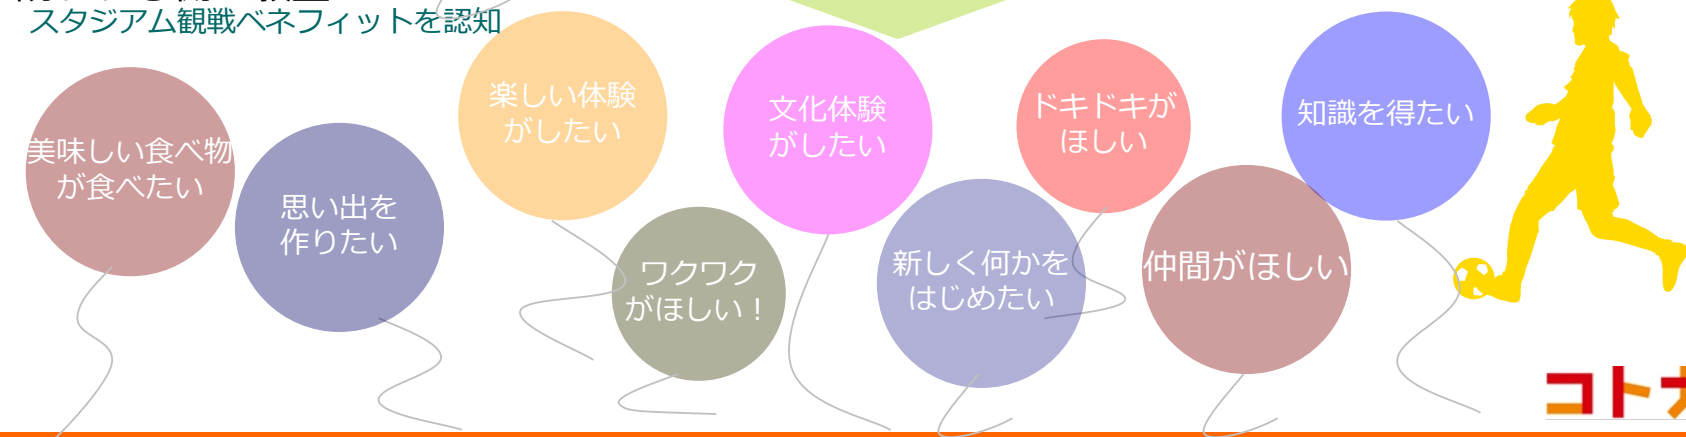 スタジアム観戦ベネフィットを認知
美味しい食べ物
が食べたい
思い出を
作りたい
楽しい体験
がしたい
ワクワク
がほしい！
文化体験
がしたい
新しく何かを
はじめたい
ドキドキが
ほしい
仲間がほしい
知識を得たい
コト